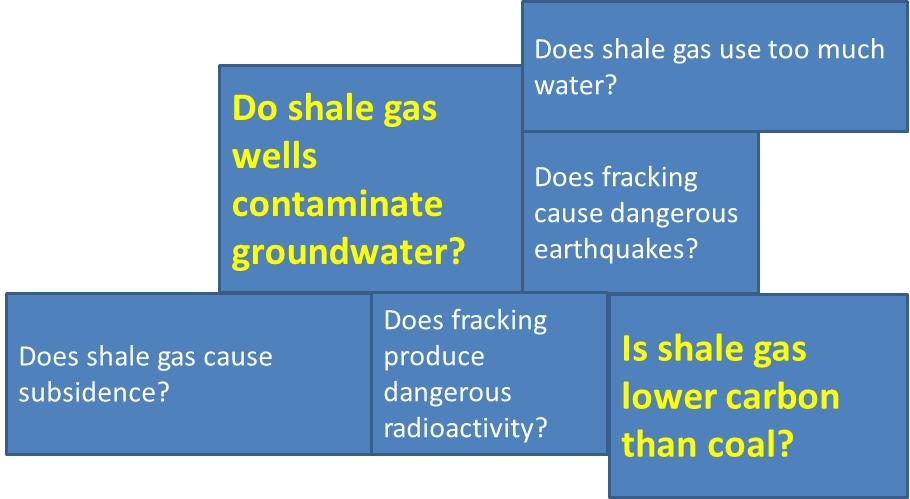 Does shale gas use too much
water?
Do shale gas
wells
contaminate
groundwater?
Does fracking
cause dangerous
earthquakes?
Does shale gas cause
subsidence?
Does fracking
produce
dangerous
radioactivity?
Is shale gas
lower carbon
than coal?